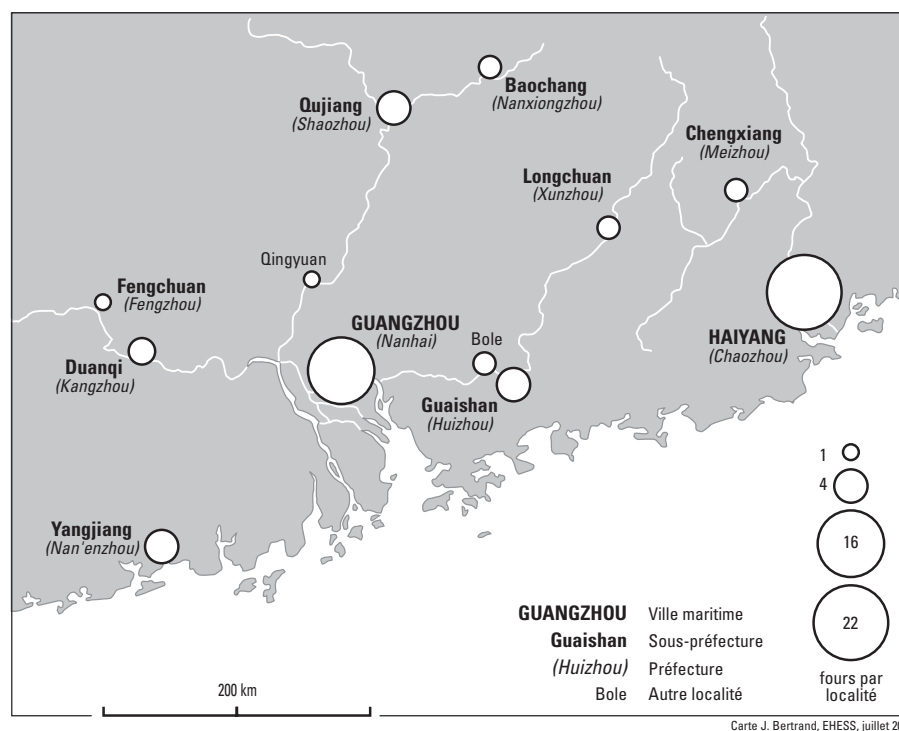 Baochang
(Nanxiongzhou)
Qujiang
(Shaozhou)
Chengxiang
(Meizhou)
Longchuan
(Xunzhou)
Qingyuan
Fengchuan
(Fengzhou)
GUANGZHOU
(Nanhai)
HAIYANG
(Chaozhou)
Bole
Duanqi
(Kangzhou)
Guaishan
(Huizhou)
1
4
Yangjiang
(Nan'enzhou)
16
22
GUANGZHOU Ville maritime
Guaishan Sous-préfecture
(Huizhou) Préfecture
Bole Autre localité
fours par
localité
200 km
Carte J. Bertrand, EHESS, juillet 20